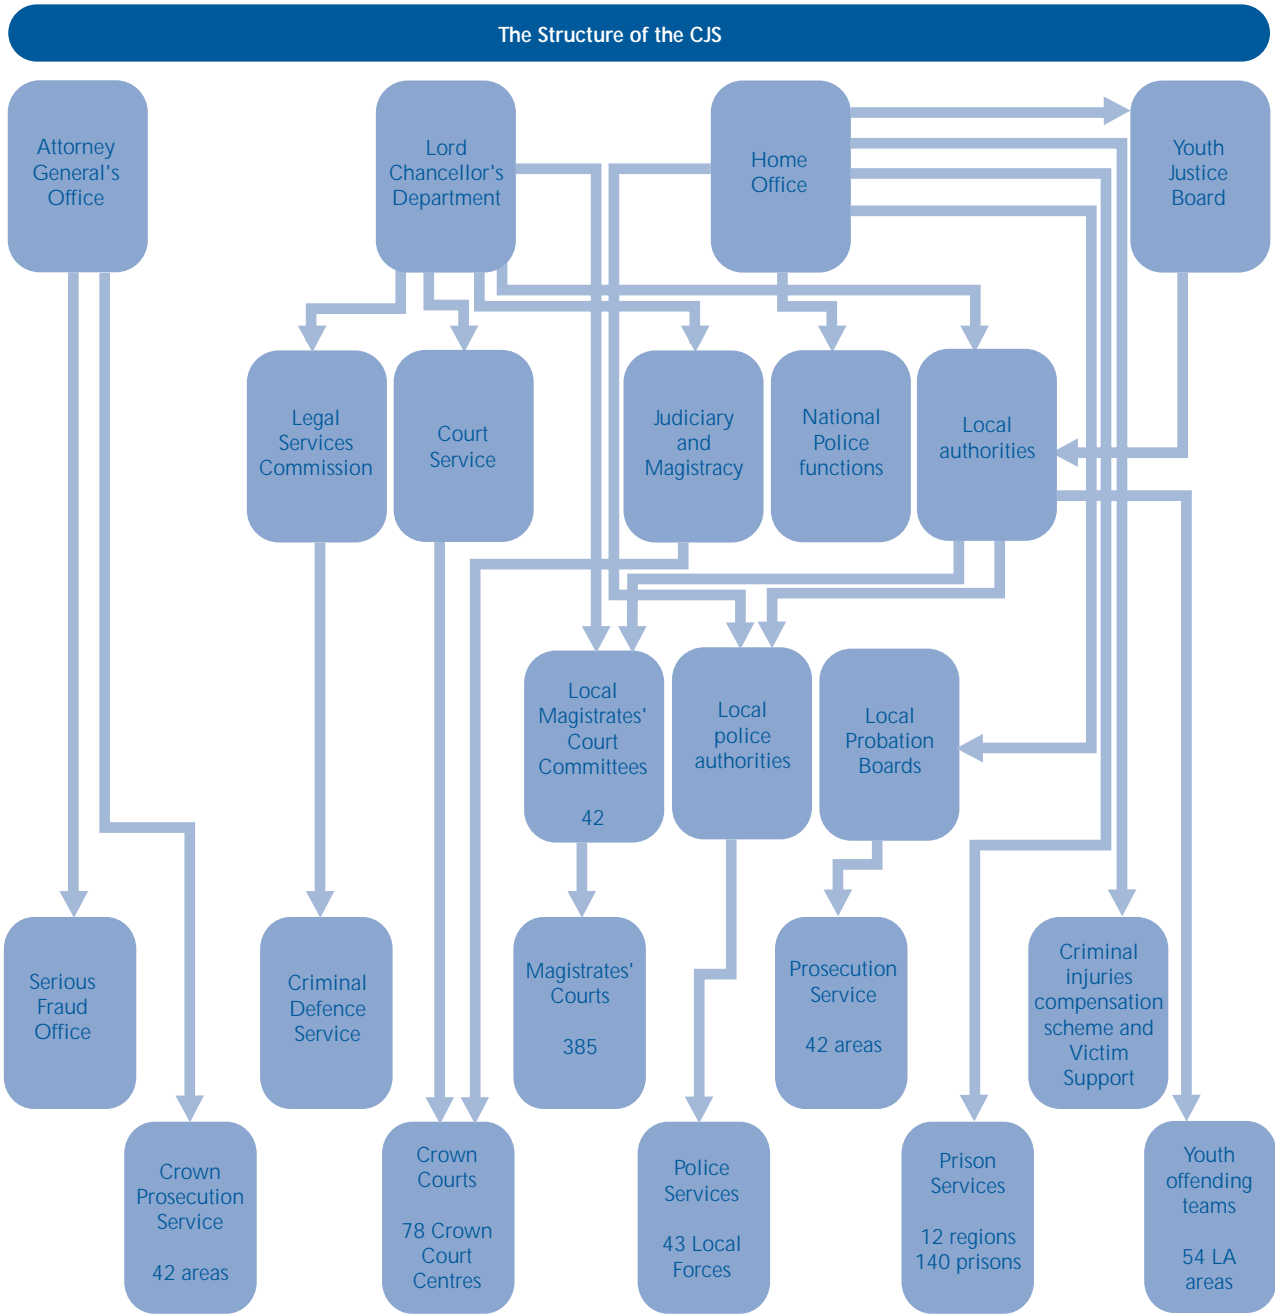 The Structure of the CJS
Attorney
General's
Office
Lord
Chancellor's
Department
Home
Office
Youth
Justice
Board
Legal
Services
Commission
Court
Service
Judiciary
and
Magistracy
National
Police
functions
Local
authorities
Local
Magistrates'
Court
Committees
42
Local
police
authorities
Local
Probation
Boards
Serious
Fraud
Office
Criminal
Defence
Service
Magistrates'
Courts
385
Prosecution
Service
42 areas
Criminal
injuries
compensation
scheme and
Victim
Support
Crown
Prosecution
Service
42 areas
Crown
Courts
78 Crown
Court
Centres
Police
Services
43 Local
Forces
Prison
Services
12 regions
140 prisons
Youth
offending
teams
54 LA
areas